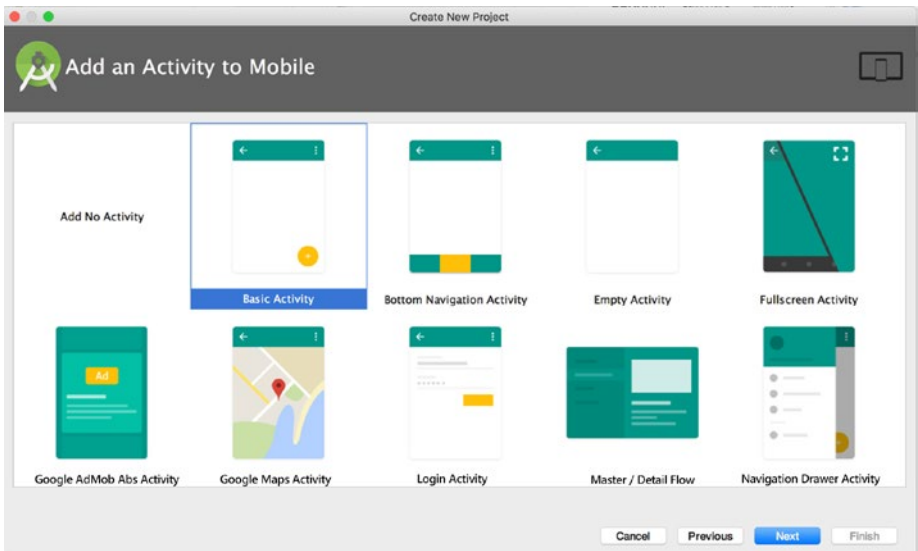 Create New Project
Add an Activity to Mobile
Add No Activity
Basic Activity
Bottom Navigation Activity
Empty Activity
Fullscreen Activity
Ad
Google AdMob Abs Activity
Google Maps Activity
Login Activity
Master / Detail Flow
Navigation Drawer Activity
Cancel
Previous
Next
Finish